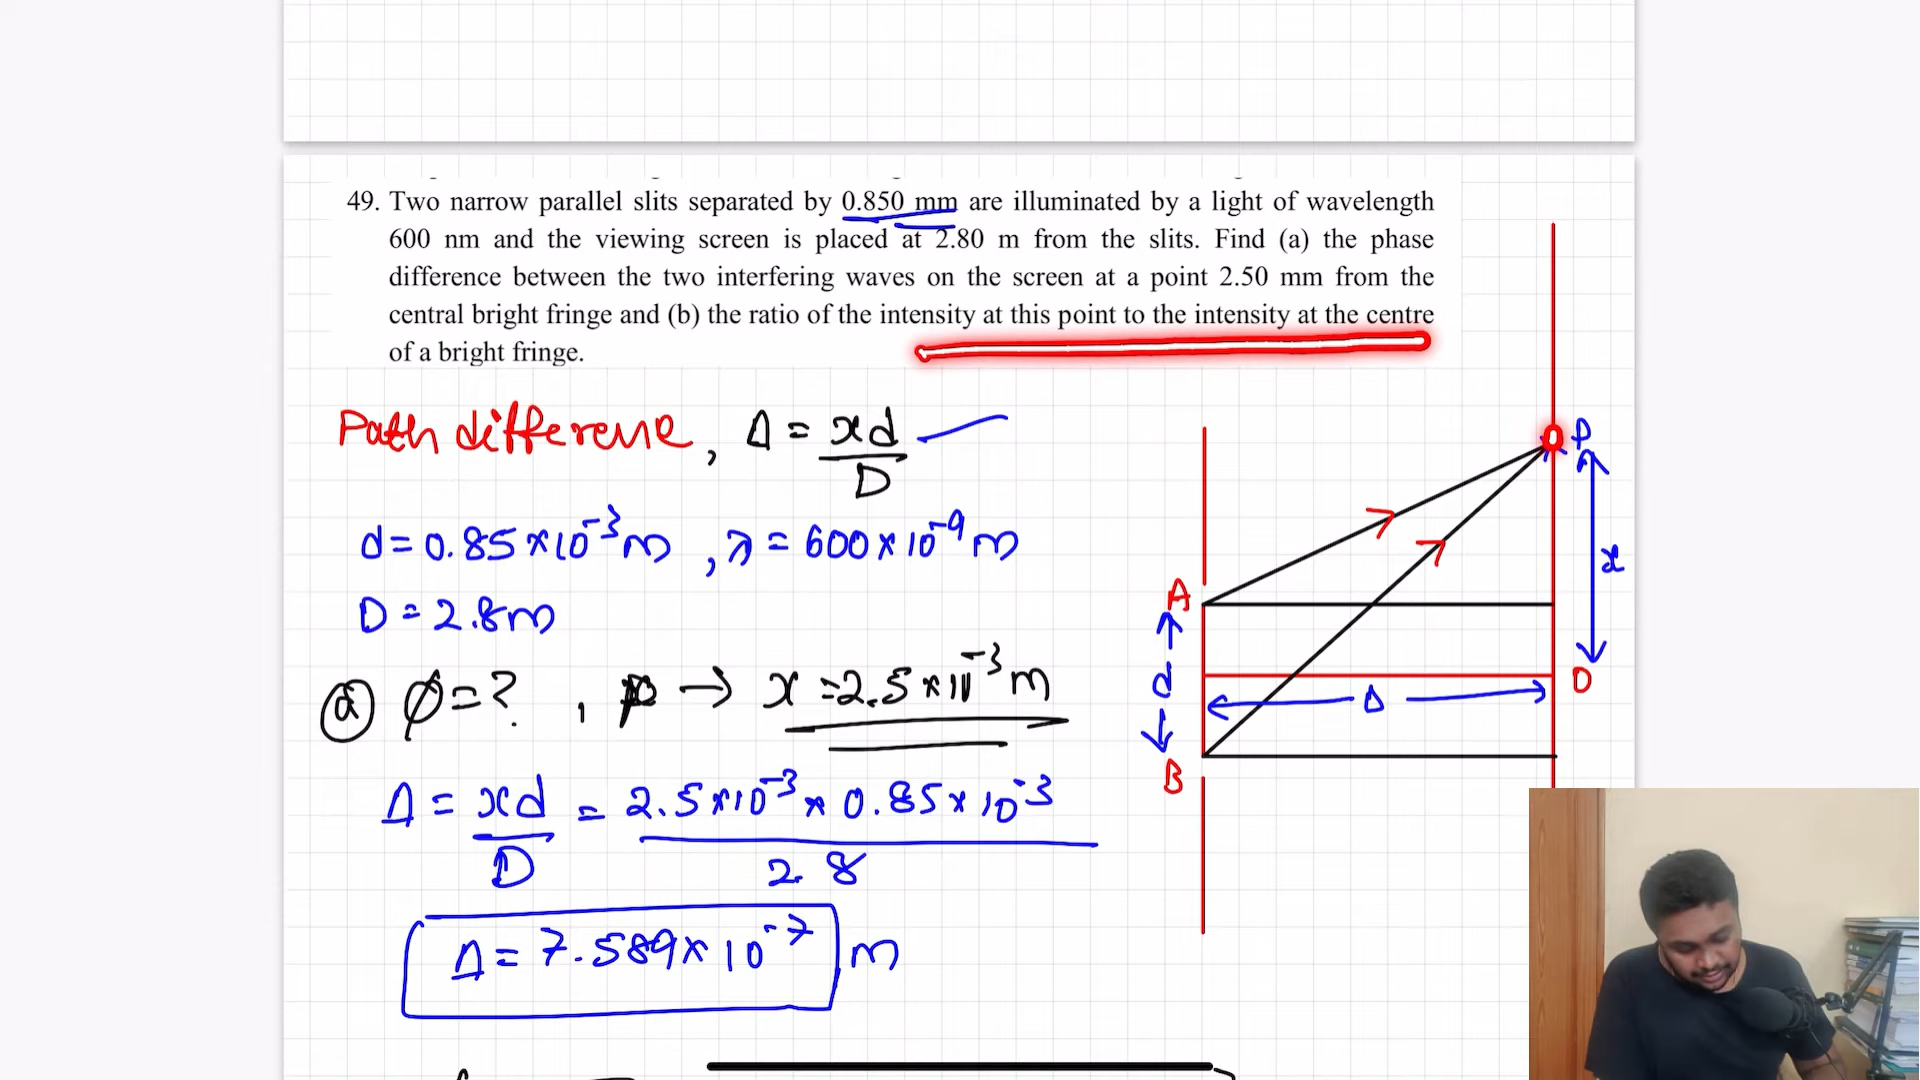 49. Two narrow parallel slits separated by 0.850 mm are illuminated by a light of wavelength
600 nm and the viewing screen is placed at 2.80 m from the slits. Find (a) the phase
difference between the two interfering waves on the screen at a point 2.50 mm from the
central bright fringe and (b) the ratio of the intensity at this point to the intensity at the centre
of a bright fringe.
Path difference, Δ = xd/D
d = 0.85×10⁻³m, λ = 600×10⁻⁹m
D = 2.8m
(a) φ = ?, P → x = 2.5×10⁻³m
Δ = xd/D = 2.5×10⁻³ × 0.85×10⁻³ / 2.8
Δ = 7.589×10⁻⁷ m
P
x
A
d
O
D
B